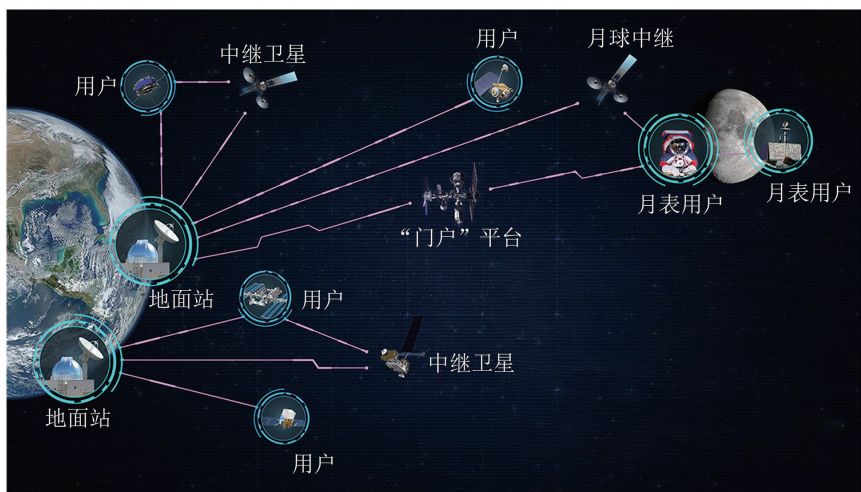 中继卫星
用户
用户
月球中继
月表用户
月表用户
“门户”平台
地面站
用户
中继卫星
地面站
用户